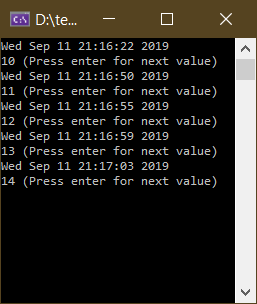 D:\te...
Wed Sep 11 21:16:22 2019
10 (Press enter for next value)
Wed Sep 11 21:16:50 2019
11 (Press enter for next value)
Wed Sep 11 21:16:55 2019
12 (Press enter for next value)
Wed Sep 11 21:16:59 2019
13 (Press enter for next value)
Wed Sep 11 21:17:03 2019
14 (Press enter for next value)